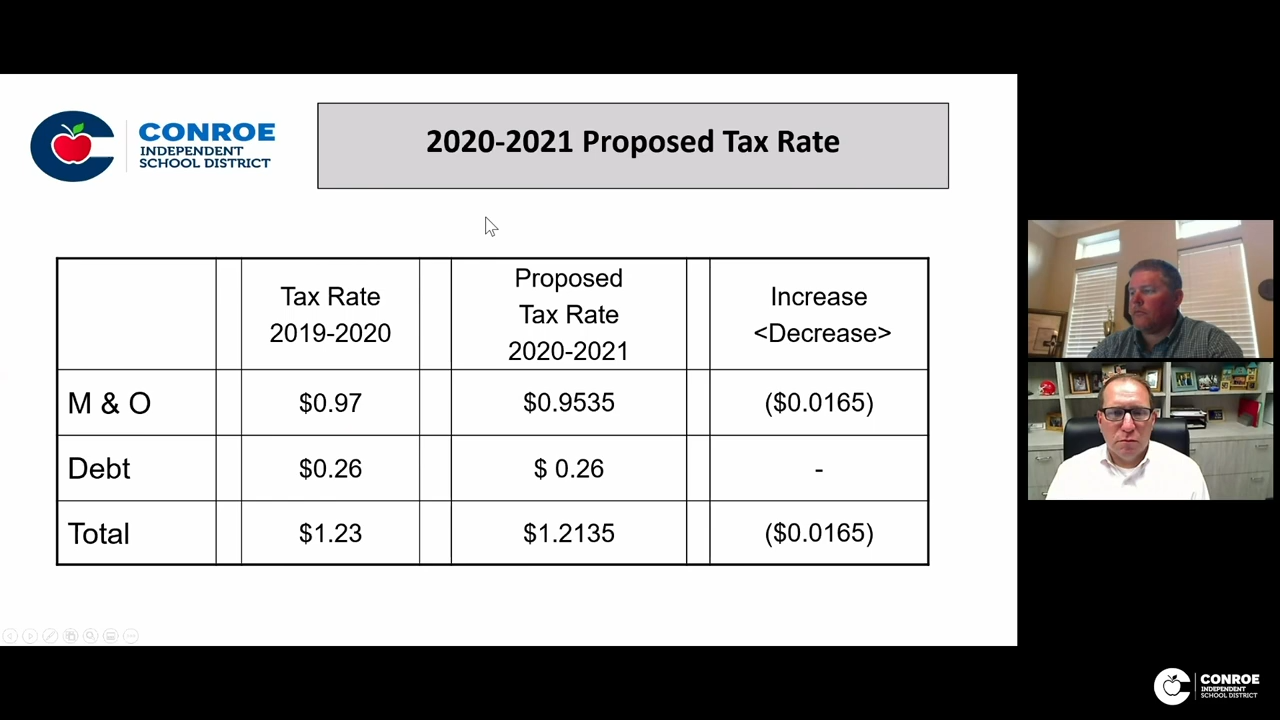 CONROE
INDEPENDENT
SCHOOL DISTRICT
2020-2021 Proposed Tax Rate
Tax Rate
2019-2020
Proposed
Tax Rate
2020-2021
Increase
<Decrease>
M & O
$0.97
$0.9535
($0.0165)
Debt
$0.26
$ 0.26
-
Total
$1.23
$1.2135
($0.0165)
CONROE
INDEPENDENT
SCHOOL DISTRICT